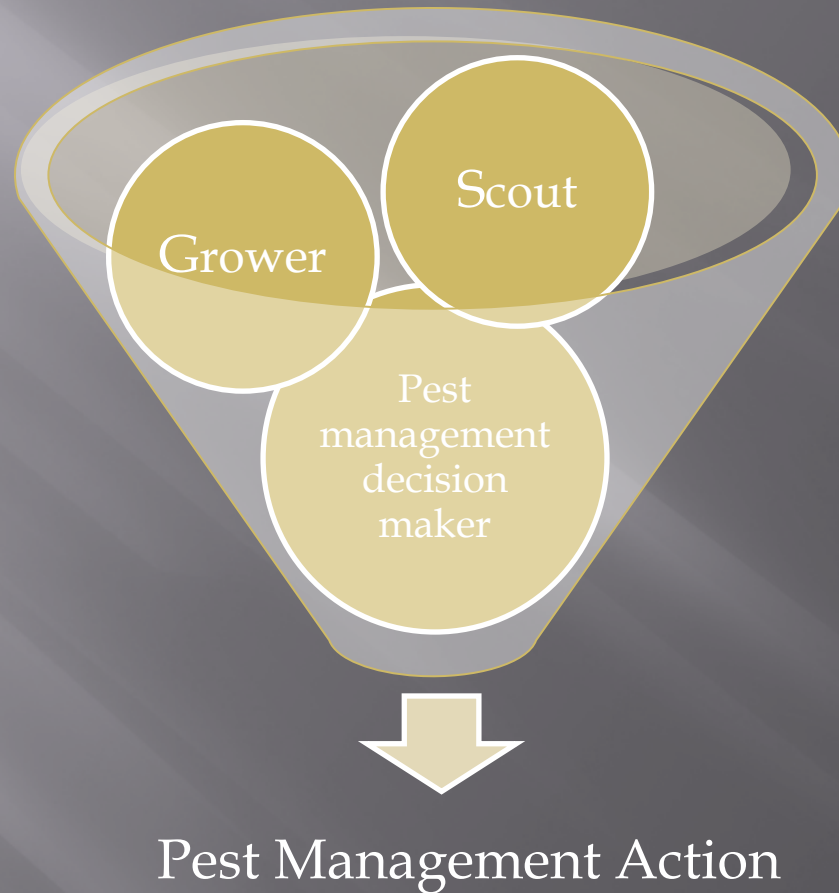 Scout
Grower
Pest
management
decision
maker
Pest Management Action